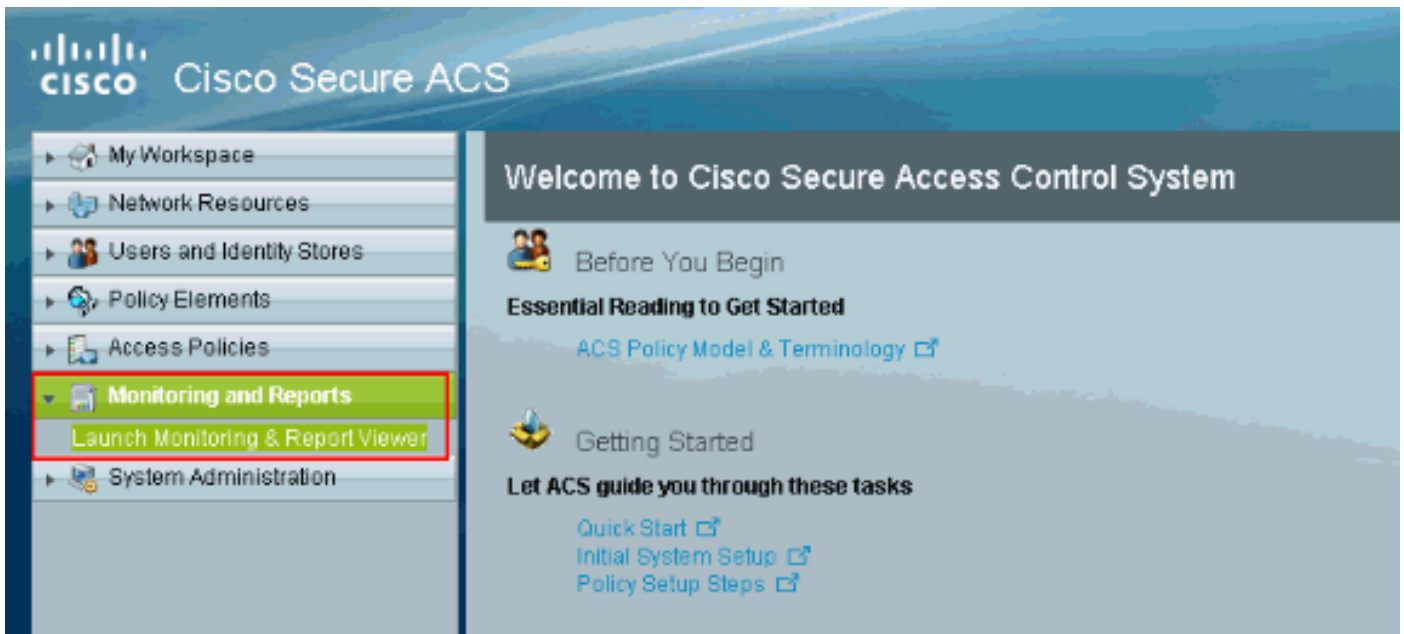 CISCO Cisco Secure ACS
My Workspace
Network Resources
Users and Identity Stores
Policy Elements
Access Policies
Monitoring and Reports
Launch Monitoring & Report Viewer
System Administration
Welcome to Cisco Secure Access Control System
Before You Begin
Essential Reading to Get Started
ACS Policy Model & Terminology
Getting Started
Let ACS guide you through these tasks
Quick Start
Initial System Setup
Policy Setup Steps